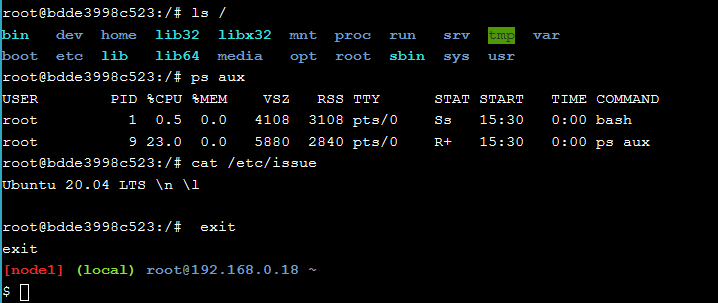 root@bdde3998c523:/# ls /
bin   dev  home  lib32  libx32  mnt  proc  run   srv  tmp  var
boot  etc  lib   lib64  media   opt  root  sbin  sys  usr
root@bdde3998c523:/# ps aux
USER       PID %CPU %MEM    VSZ   RSS TTY      STAT START   TIME COMMAND
root         1  0.5  0.0   4108  3108 pts/0    Ss   15:30   0:00 bash
root         9 23.0  0.0   5880  2840 pts/0    R+   15:30   0:00 ps aux
root@bdde3998c523:/# cat /etc/issue
Ubuntu 20.04 LTS \n \l
root@bdde3998c523:/#  exit
exit
[node1] (local) root@192.168.0.18 ~
$